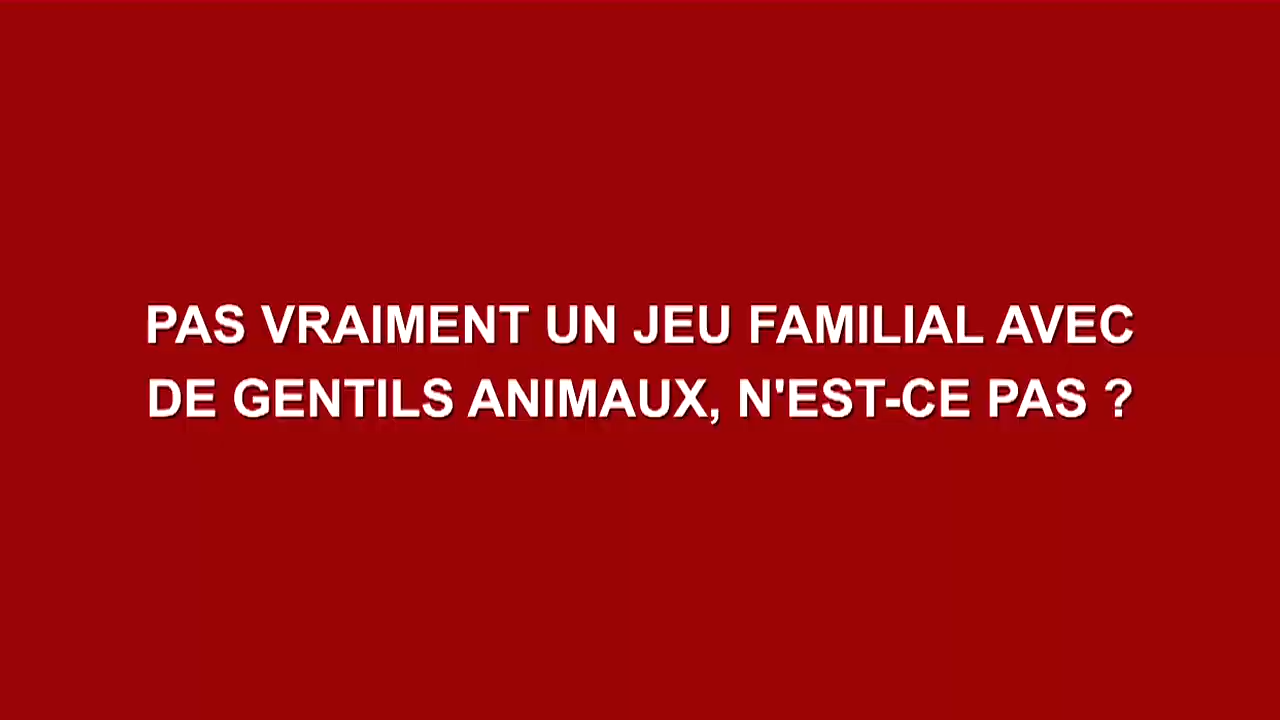 PAS VRAIMENT UN JEU FAMILIAL AVEC
DE GENTILS ANIMAUX, N'EST-CE PAS ?